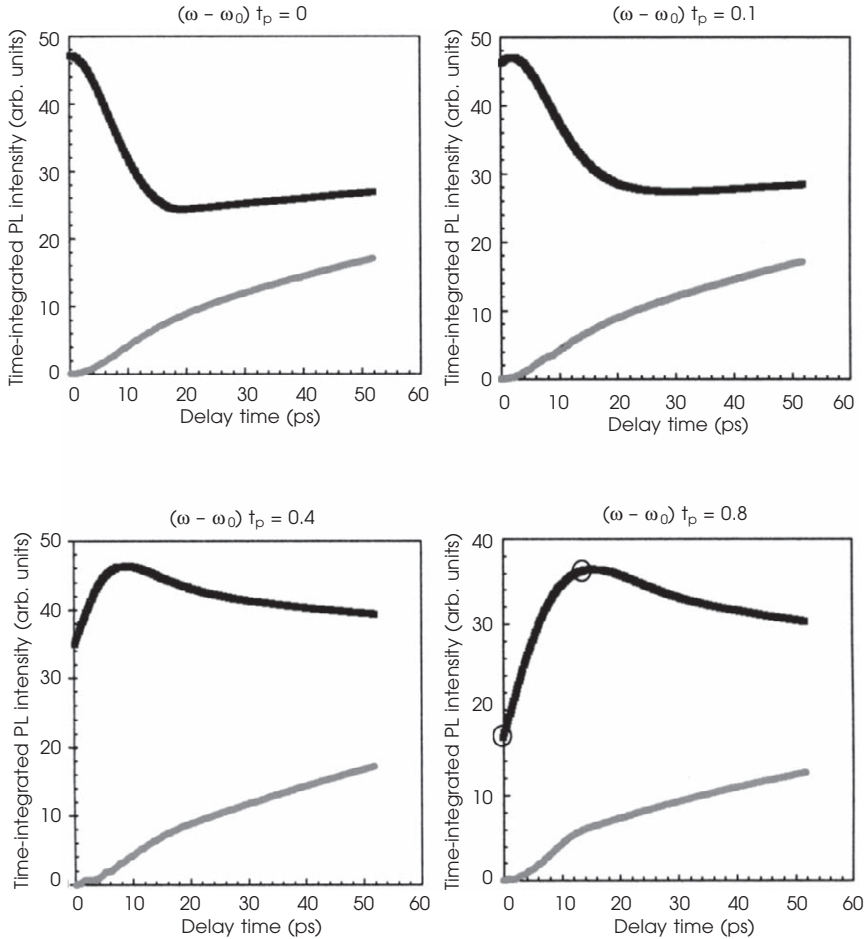 (ω – ω₀) tₚ = 0
Time-integrated PL intensity (arb. units)
50
40
30
20
10
0
0 10 20 30 40 50 60
Delay time (ps)
(ω – ω₀) tₚ = 0.1
Time-integrated PL intensity (arb. units)
50
40
30
20
10
0
0 10 20 30 40 50 60
Delay time (ps)
(ω – ω₀) tₚ = 0.4
Time-integrated PL intensity (arb. units)
50
40
30
20
10
0
0 10 20 30 40 50 60
Delay time (ps)
(ω – ω₀) tₚ = 0.8
Time-integrated PL intensity (arb. units)
40
30
20
10
0
0 10 20 30 40 50 60
Delay time (ps)